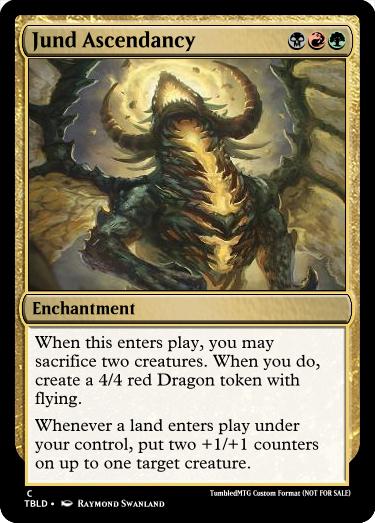 Jund Ascendancy
Enchantment
When this enters play, you may
sacrifice two creatures. When you do,
create a 4/4 red Dragon token with
flying.
Whenever a land enters play under
your control, put two +1/+1 counters
on up to one target creature.
C
TBLD • Raymond Swanland
TumbledMTG Custom Format (NOT FOR SALE)